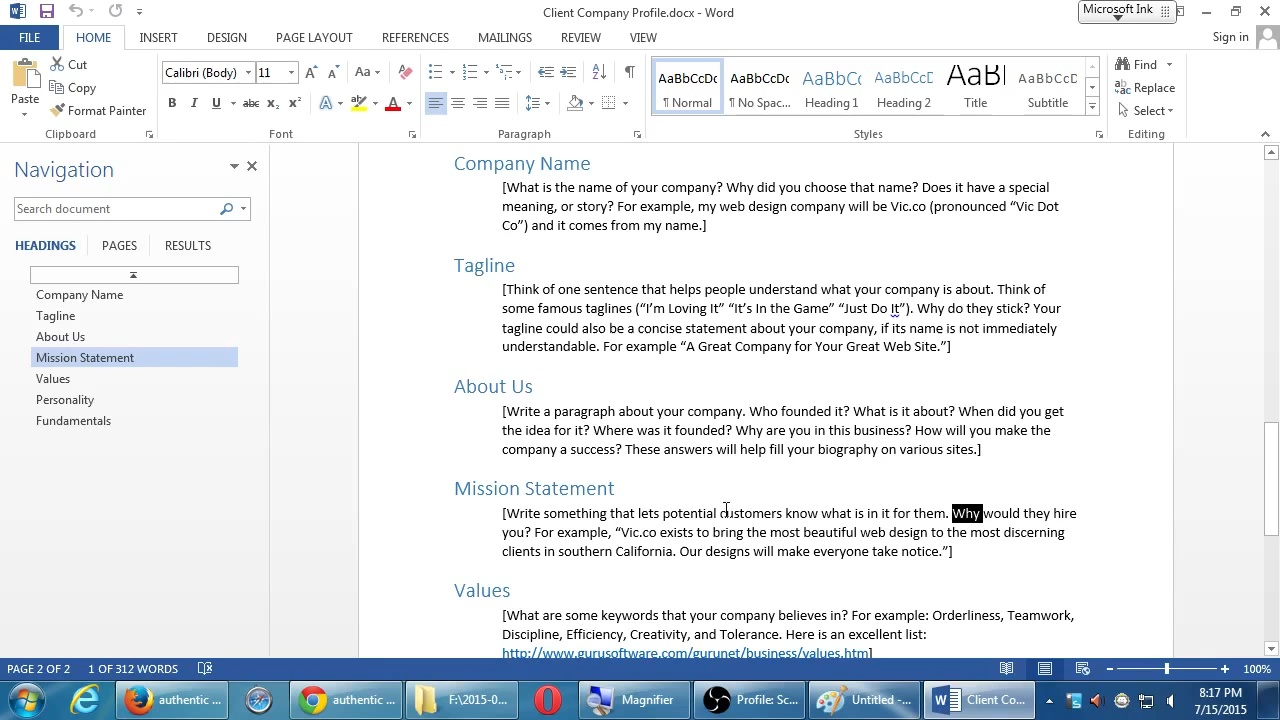 Client Company Profile.docx - Word
Microsoft Ink
FILE
HOME
INSERT
DESIGN
PAGE LAYOUT
REFERENCES
MAILINGS
REVIEW
VIEW
Sign in
Paste
Cut
Copy
Format Painter
Clipboard
Calibri (Body)
11
Aa
B I U abc x₂ x²
A
A
Font
Paragraph
AaBbCcDc
¶ Normal
AaBbCcDc
¶ No Spac...
AaBbCc
Heading 1
AaBbCcD
Heading 2
AaB
Title
AaBbCcD
Subtitle
Styles
Find
Replace
Select
Editing
Navigation
Search document
HEADINGS
PAGES
RESULTS
Company Name
Tagline
About Us
Mission Statement
Values
Personality
Fundamentals
Company Name
[What is the name of your company? Why did you choose that name? Does it have a special
meaning, or story? For example, my web design company will be Vic.co (pronounced “Vic Dot
Co”) and it comes from my name.]
Tagline
[Think of one sentence that helps people understand what your company is about. Think of
some famous taglines (“I’m Loving It” “It’s In the Game” “Just Do It”). Why do they stick? Your
tagline could also be a concise statement about your company, if its name is not immediately
understandable. For example “A Great Company for Your Great Web Site.”]
About Us
[Write a paragraph about your company. Who founded it? What is it about? When did you get
the idea for it? Where was it founded? Why are you in this business? How will you make the
company a success? These answers will help fill your biography on various sites.]
Mission Statement
[Write something that lets potential customers know what is in it for them. Why would they hire
you? For example, “Vic.co exists to bring the most beautiful web design to the most discerning
clients in southern California. Our designs will make everyone take notice.”]
Values
[What are some keywords that your company believes in? For example: Orderliness, Teamwork,
Discipline, Efficiency, Creativity, and Tolerance. Here is an excellent list:
http://www.gurusoftware.com/gurunet/business/values.htm]
PAGE 2 OF 2
1 OF 312 WORDS
100%
authentic ...
authentic ...
F:\2015-0...
Magnifier
Profile: Sc...
Untitled -...
Client Co...
8:17 PM
7/15/2015